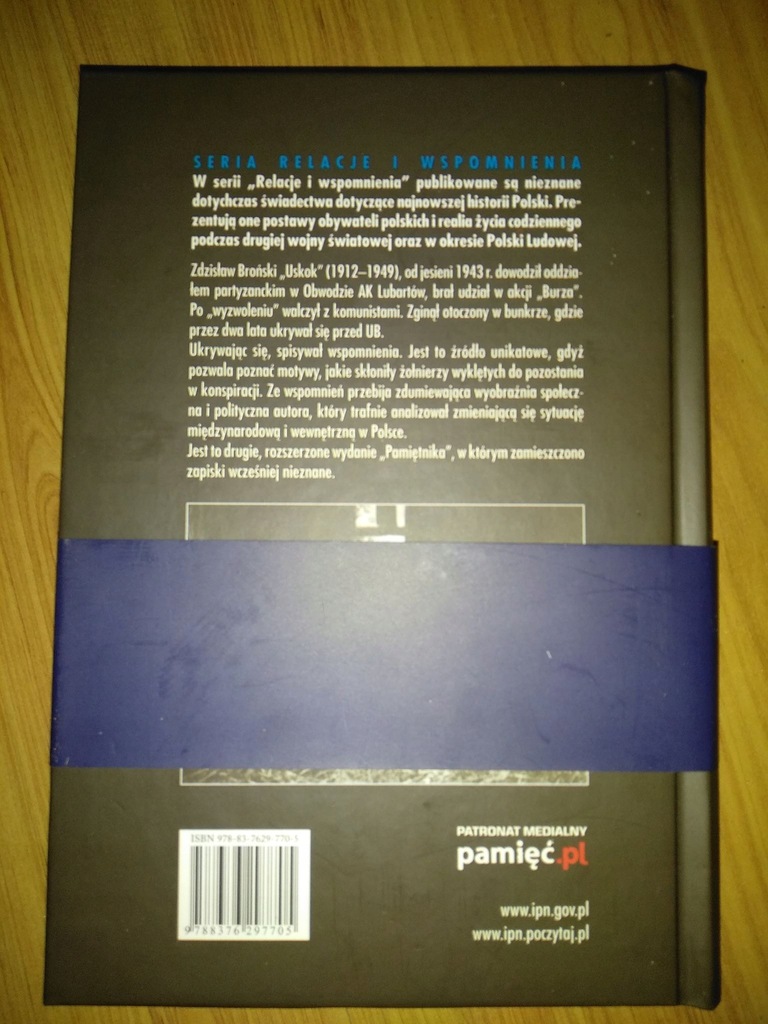 SERIA RELACJE I WSPOMNIENIA
W serii „Relacje i wspomnienia” publikowane są nieznane
dotychczas świadectwa dotyczące najnowszej historii Polski. Pre-
zentują one postawy obywateli polskich i realia życia codziennego
podczas drugiej wojny światowej oraz w okresie Polski Ludowej.
Zdzisław Broński „Uskok” (1912–1949), od jesieni 1943 r. dowodził oddzia-
łem partyzanckim w Obwodzie AK Lubartów, brał udział w akcji „Burza”.
Po „wyzwoleniu” walczył z komunistami. Zginął otoczony w bunkrze, gdzie
przez dwa lata ukrywał się przed UB.
Ukrywając się, spisywał wspomnienia. Jest to źródło unikatowe, gdyż
pozwala poznać motywy, jakie skłoniły żołnierzy wyklętych do pozostania
w konspiracji. Ze wspomnień przebija zdumiewająca wyobraźnia społecz-
na i polityczna autora, który trafnie analizował zmieniającą się sytuację
międzynarodową i wewnętrzną w Polsce.
Jest to drugie, rozszerzone wydanie „Pamiętnika”, w którym zamieszczono
zapiski wcześniej nieznane.
ISBN 978-83-7629-770-5
9 788376 297705
PATRONAT MEDIALNY
pamięć.pl
www.ipn.gov.pl
www.ipn.poczytaj.pl